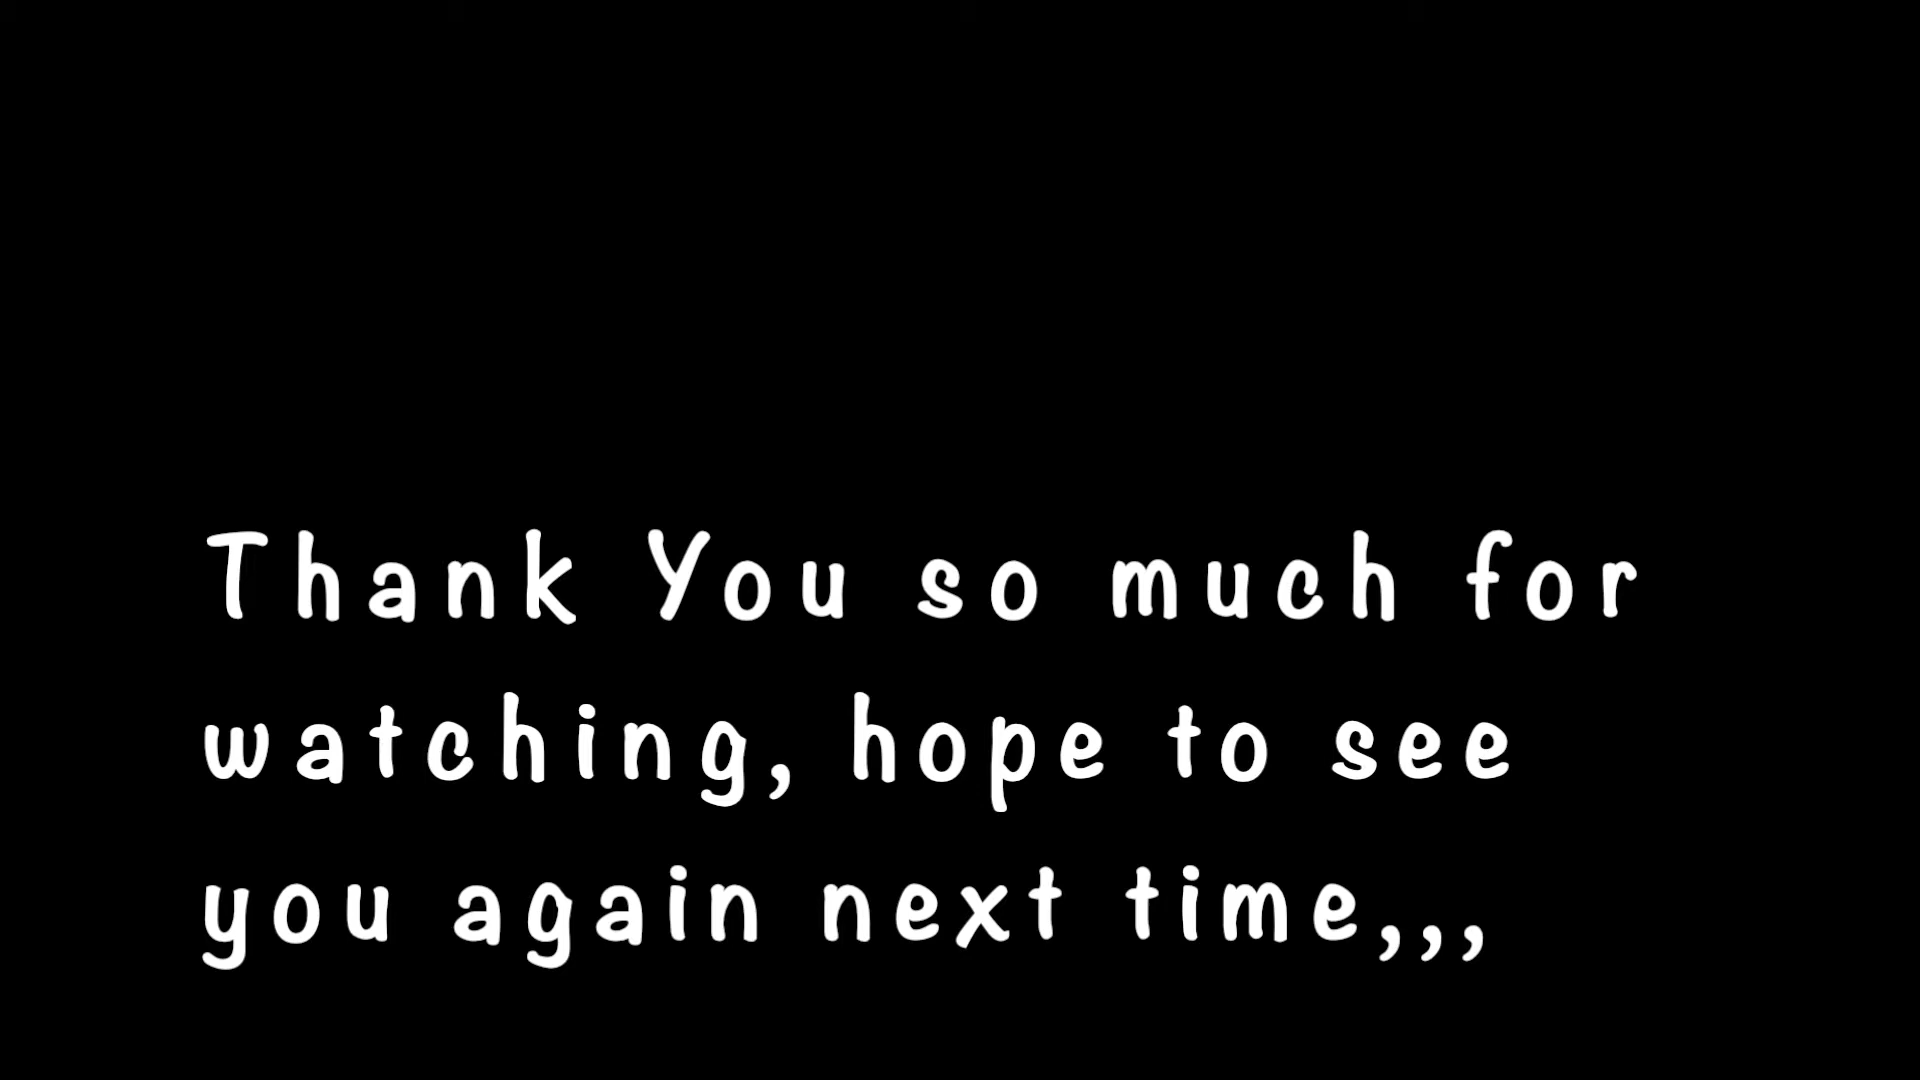 Thank You so much for
watching, hope to see
you again next time,,,